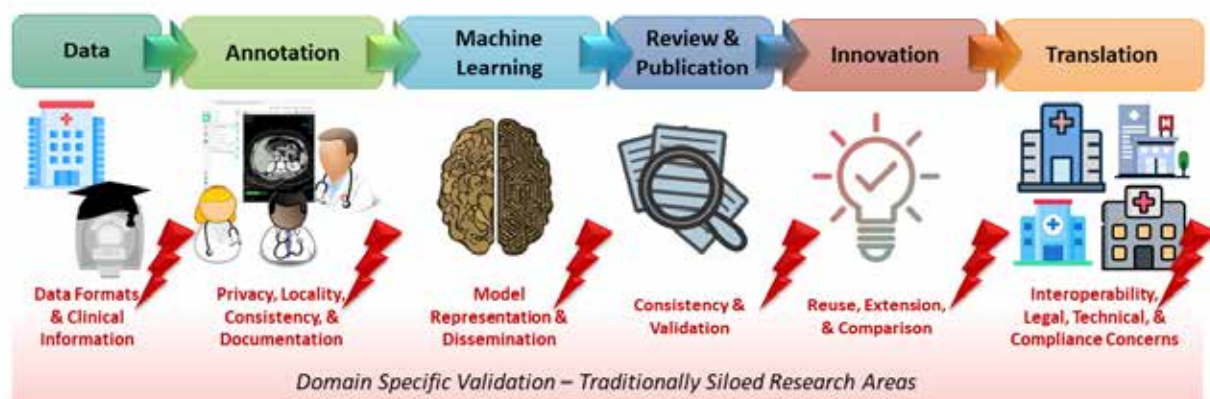 Data
Annotation
Machine
Learning
Review &
Publication
Innovation
Translation
Data Formats
& Clinical
Information
Privacy, Locality,
Consistency, &
Documentation
Model
Representation &
Dissemination
Consistency &
Validation
Reuse, Extension,
& Comparison
Interoperability,
Legal, Technical, &
Compliance Concerns
Domain Specific Validation – Traditionally Siloed Research Areas